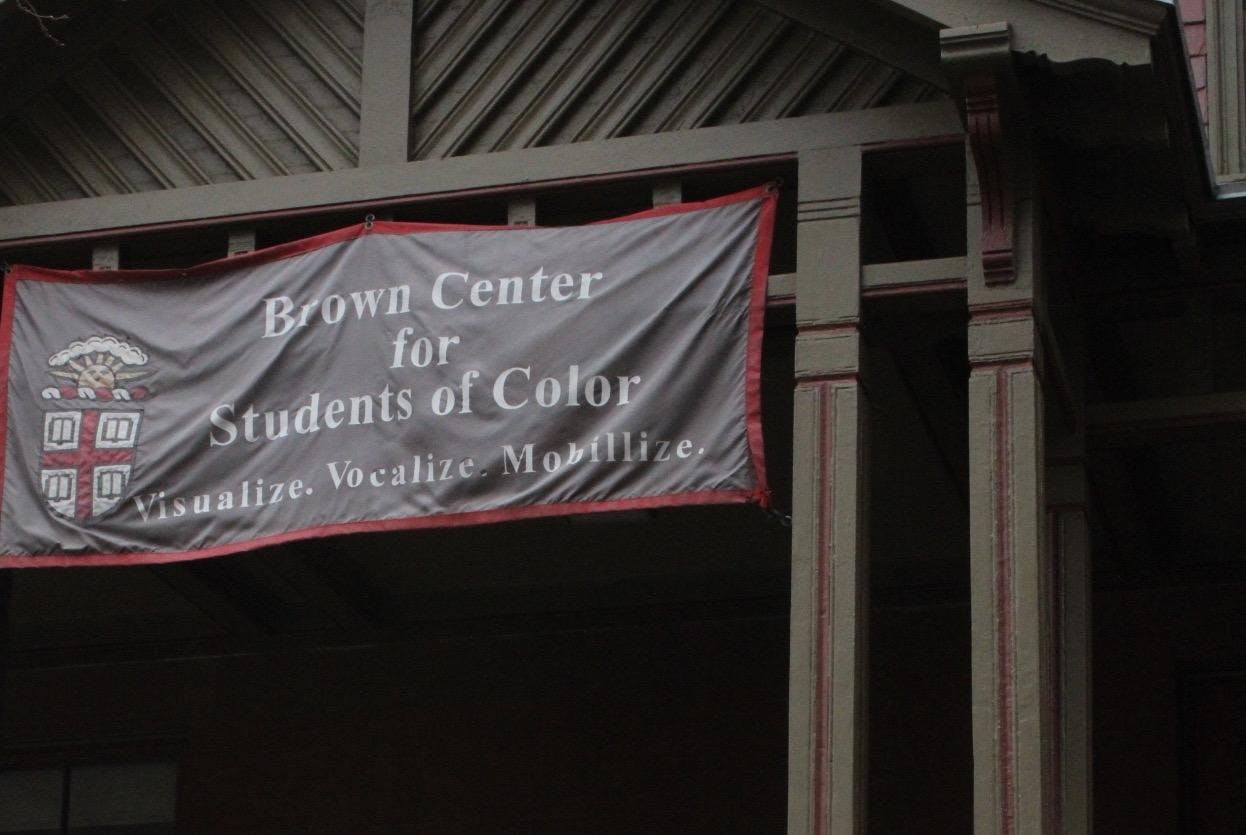 Brown Center
for
Students of Color
Visualize. Vocalize. Mobillize.